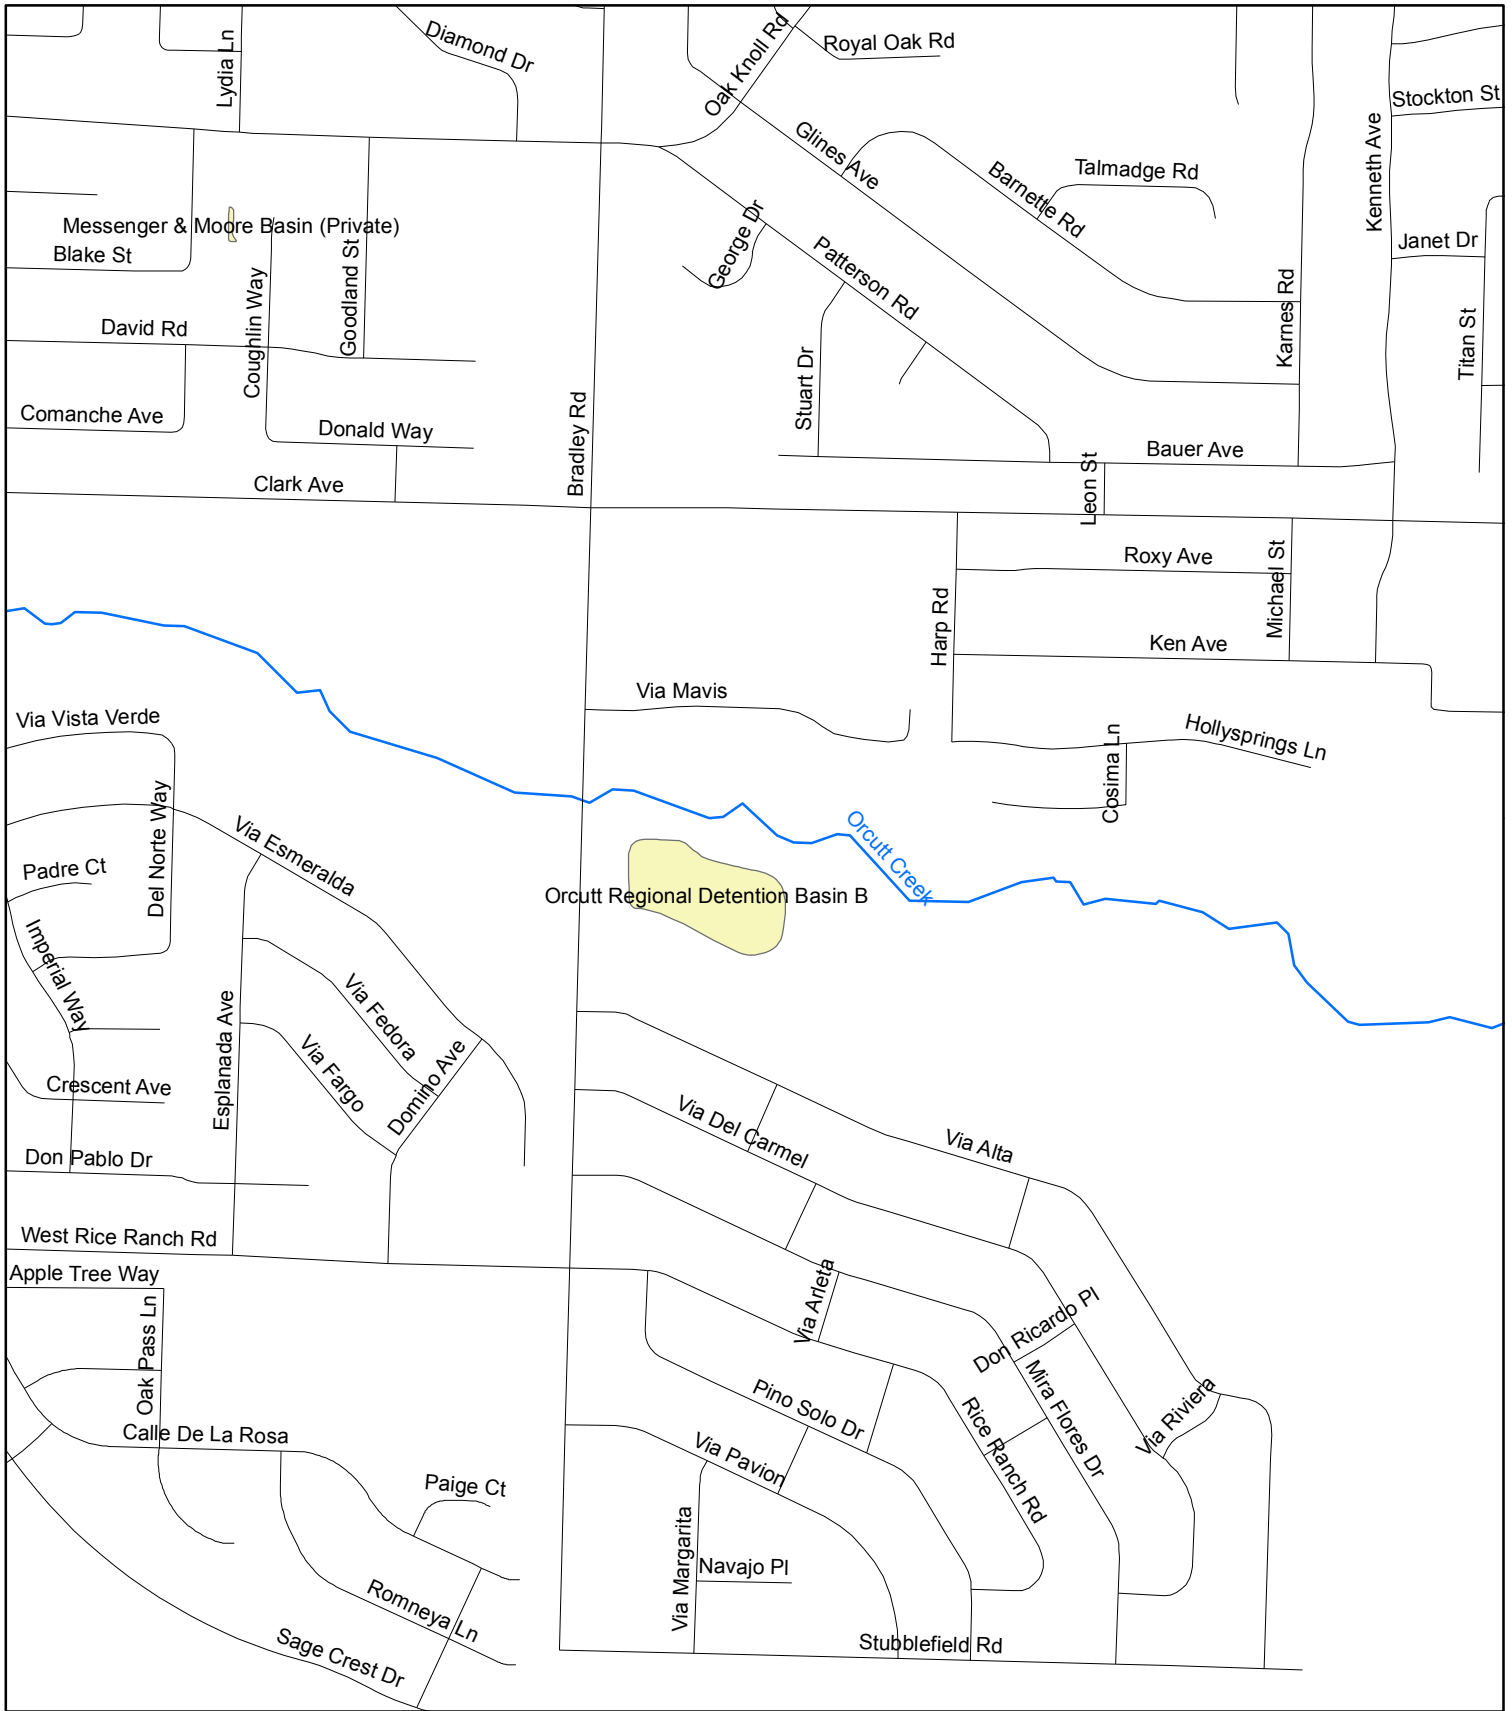 Lydia Ln
Diamond Dr
Oak Knoll Rd
Royal Oak Rd
Stockton St
Glines Ave
Barnette Rd
Talmadge Rd
Kenneth Ave
Messenger & Moore Basin (Private)
Blake St
Goodland St
Coughlin Way
George Dr
Patterson Rd
Janet Dr
Karnes Rd
Titan St
David Rd
Stuart Dr
Comanche Ave
Donald Way
Bradley Rd
Bauer Ave
Clark Ave
Leon St
Roxy Ave
Michael St
Harp Rd
Ken Ave
Via Mavis
Via Vista Verde
Hollysprings Ln
Cosima Ln
Del Norte Way
Via Esmeralda
Orcutt Creek
Padre Ct
Orcutt Regional Detention Basin B
Imperial Way
Via Fedora
Via Fargo
Domino Ave
Esplanada Ave
Crescent Ave
Via Del Carmel
Via Alta
Don Pablo Dr
West Rice Ranch Rd
Apple Tree Way
Oak Pass Ln
Via Arleta
Don Ricardo Pl
Mira Flores Dr
Via Riviera
Pino Solo Dr
Rice Ranch Rd
Calle De La Rosa
Via Pavion
Paige Ct
Via Margarita
Navajo Pl
Romneya Ln
Sage Crest Dr
Stubblefield Rd